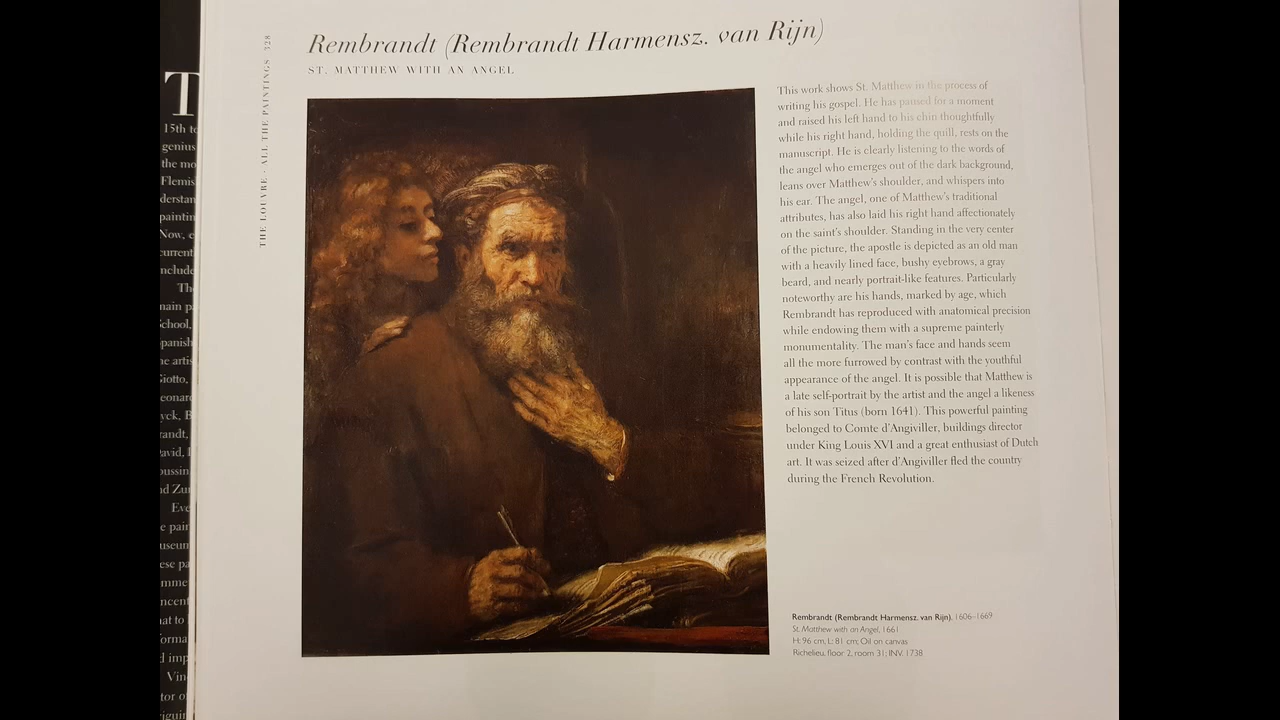 Rembrandt (Rembrandt Harmensz. van Rijn)
ST. MATTHEW WITH AN ANGEL
THE LOUVRE · ALL THE PAINTINGS 328
This work shows St. Matthew in the process of
writing his gospel. He has paused for a moment
and raised his left hand to his chin thoughtfully
while his right hand, holding the quill, rests on the
manuscript. He is clearly listening to the words of
the angel who emerges out of the dark background,
leans over Matthew's shoulder, and whispers into
his ear. The angel, one of Matthew's traditional
attributes, has also laid his right hand affectionately
on the saint's shoulder. Standing in the very center
of the picture, the apostle is depicted as an old man
with a heavily lined face, bushy eyebrows, a gray
beard, and nearly portrait-like features. Particularly
noteworthy are his hands, marked by age, which
Rembrandt has reproduced with anatomical precision
while endowing them with a supreme painterly
monumentality. The man's face and hands seem
all the more furrowed by contrast with the youthful
appearance of the angel. It is possible that Matthew is
a late self-portrait by the artist and the angel a likeness
of his son Titus (born 1641). This powerful painting
belonged to Comte d'Angiviller, buildings director
under King Louis XVI and a great enthusiast of Dutch
art. It was seized after d'Angiviller fled the country
during the French Revolution.
Rembrandt (Rembrandt Harmensz. van Rijn), 1606–1669
St. Matthew with an Angel, 1661
H: 96 cm, L: 81 cm; Oil on canvas
Richelieu, floor 2, room 31; INV. 1738
T
15th to
genius
the mo
Flemis
derstan
paintin
Now, e
current
nclude
Th
nain p
School,
panish
ne artis
Giotto,
eonar
yck, B
randt,
avid, I
oussin
nd Zur
Eve
e pain
useum
ese pa
mme
ncent
hat to
orma
d imp
Vin
tor o